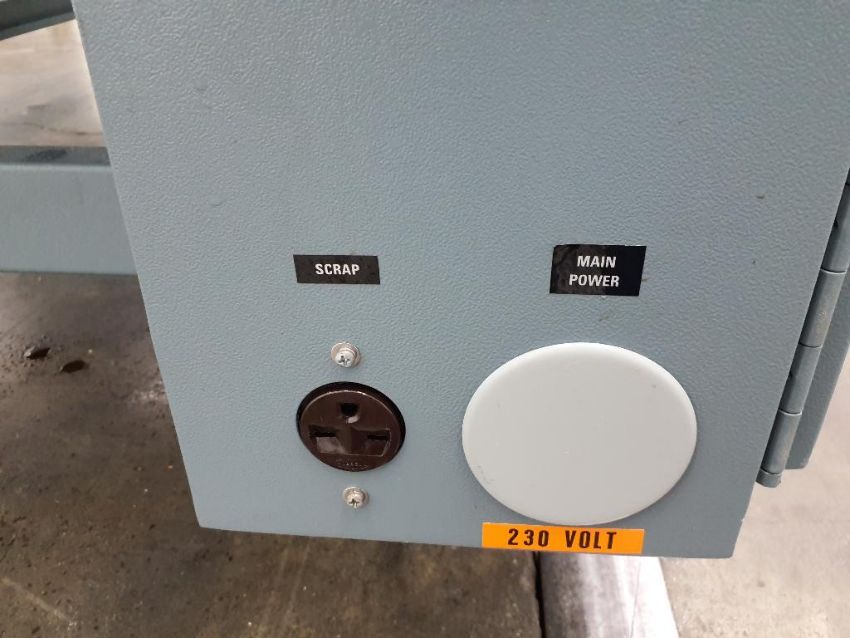 SCRAP
MAIN
POWER
230 VOLT